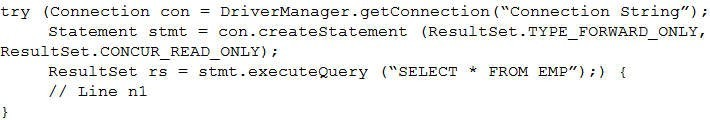 try (Connection con = DriverManager.getConnection(“Connection String”);
Statement stmt = con.createStatement (ResultSet.TYPE_FORWARD_ONLY,
ResultSet.CONCUR_READ_ONLY);
ResultSet rs = stmt.executeQuery (“SELECT * FROM EMP”);) {
// Line n1
}